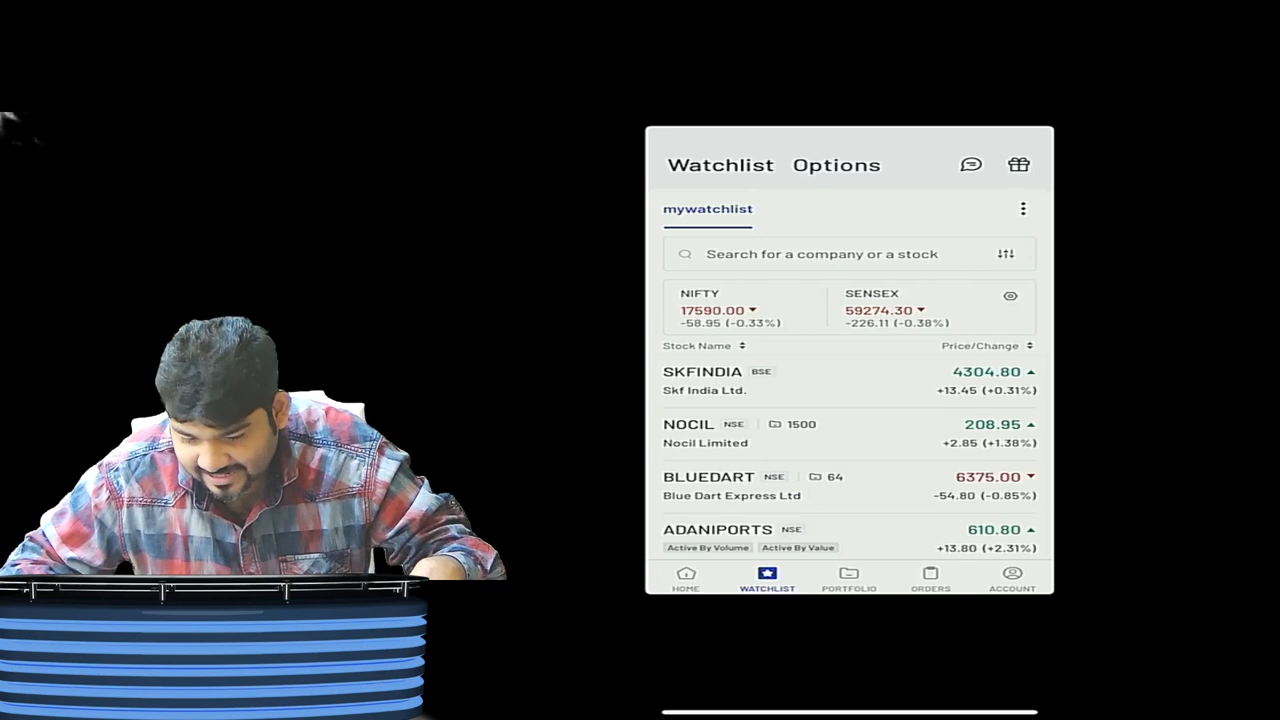 Watchlist Options
mywatchlist
Search for a company or a stock
NIFTY
17590.00
-58.95 (-0.33%)
SENSEX
59274.30
-226.11 (-0.38%)
Stock Name Price/Change
SKFINDIA BSE 4304.80
Skf India Ltd. +13.45 (+0.31%)
NOCIL NSE 1500 208.95
Nocil Limited +2.85 (+1.38%)
BLUEDART NSE 64 6375.00
Blue Dart Express Ltd -54.80 (-0.85%)
ADANIPORTS NSE 610.80
Active By Volume Active By Value +13.80 (+2.31%)
HOME WATCHLIST PORTFOLIO ORDERS ACCOUNT